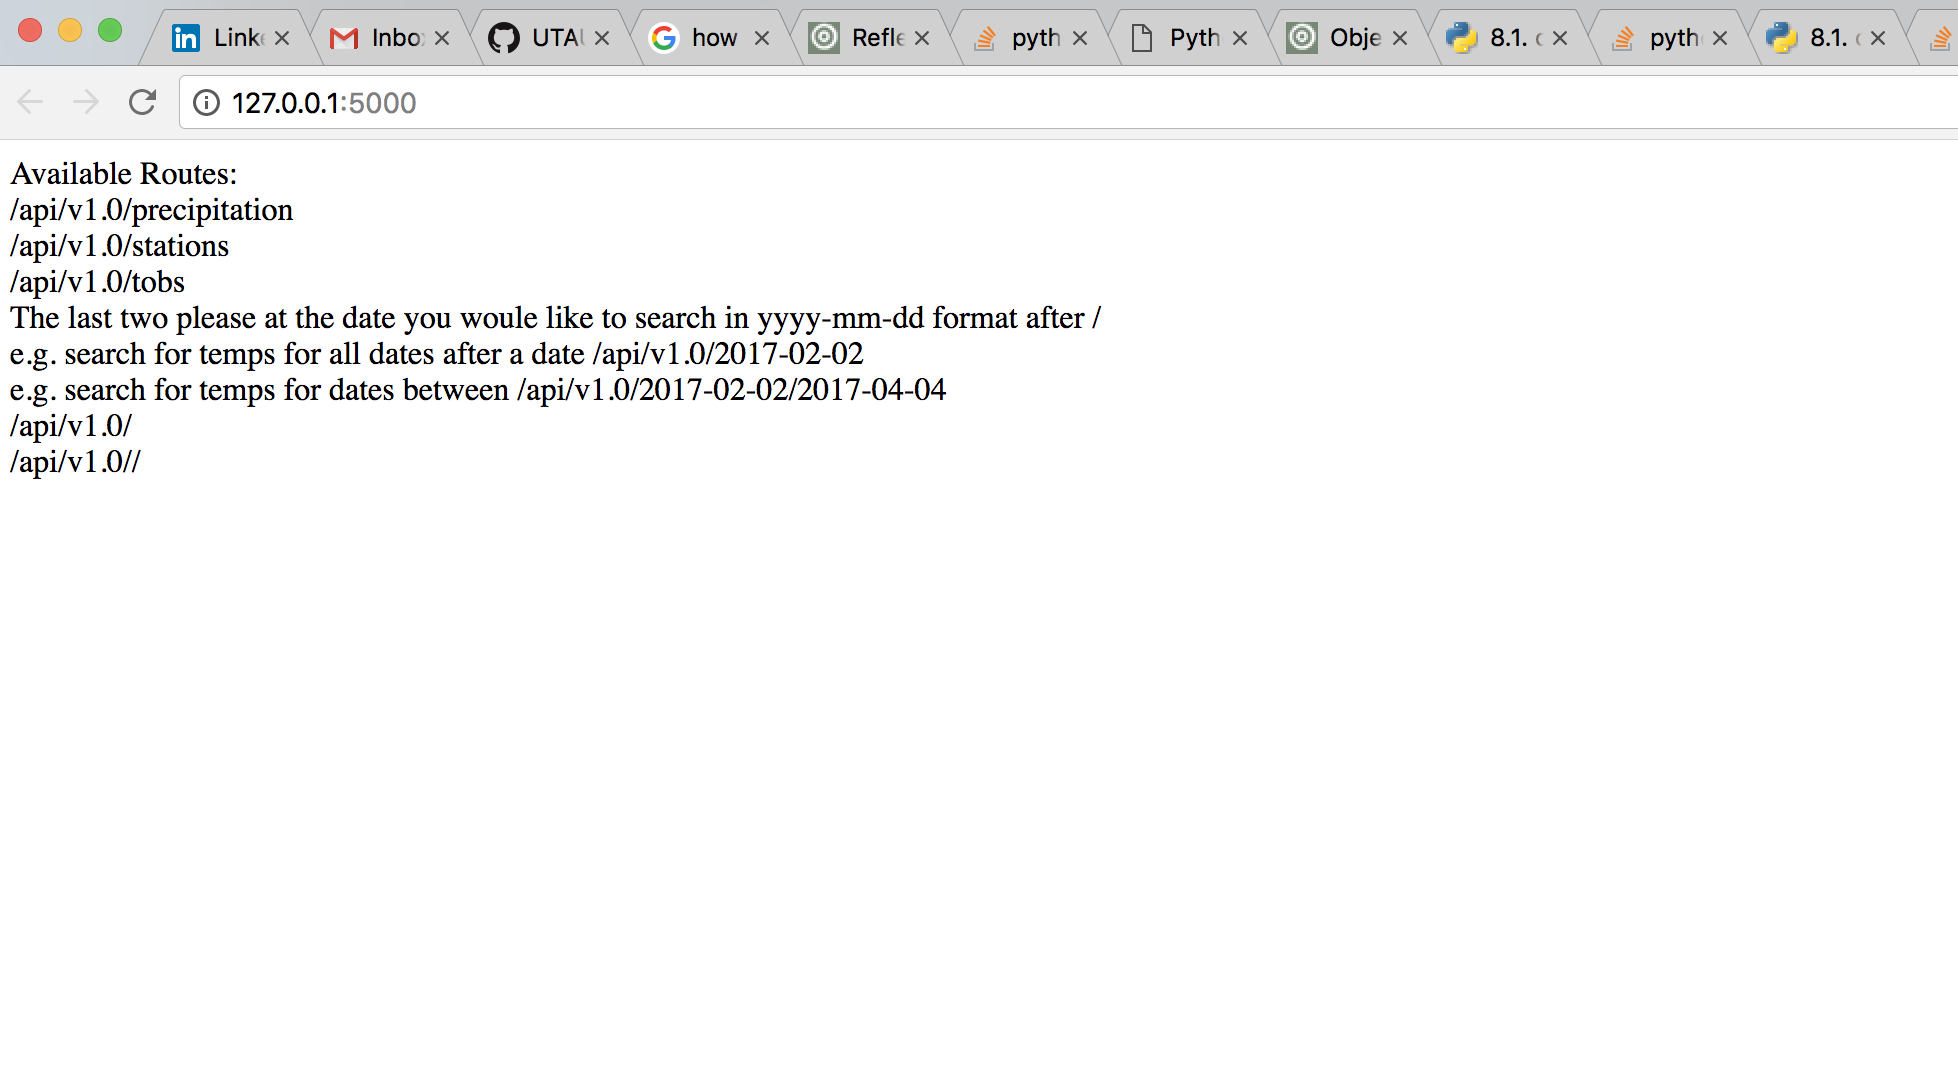 Link
Inbo
UTAU
how
Refle
pyth
Pyth
Obje
8.1.
pyth
8.1.
127.0.0.1:5000
Available Routes:
/api/v1.0/precipitation
/api/v1.0/stations
/api/v1.0/tobs
The last two please at the date you woule like to search in yyyy-mm-dd format after /
e.g. search for temps for all dates after a date /api/v1.0/2017-02-02
e.g. search for temps for dates between /api/v1.0/2017-02-02/2017-04-04
/api/v1.0/
/api/v1.0//